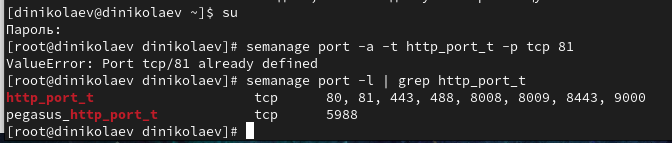 [dinikolaev@dinikolaev ~]$ su
Пароль:
[root@dinikolaev dinikolaev]# semanage port -a -t http_port_t -p tcp 81
ValueError: Port tcp/81 already defined
[root@dinikolaev dinikolaev]# semanage port -l | grep http_port_t
http_port_t                    tcp      80, 81, 443, 488, 8008, 8009, 8443, 9000
pegasus_http_port_t            tcp      5988
[root@dinikolaev dinikolaev]#